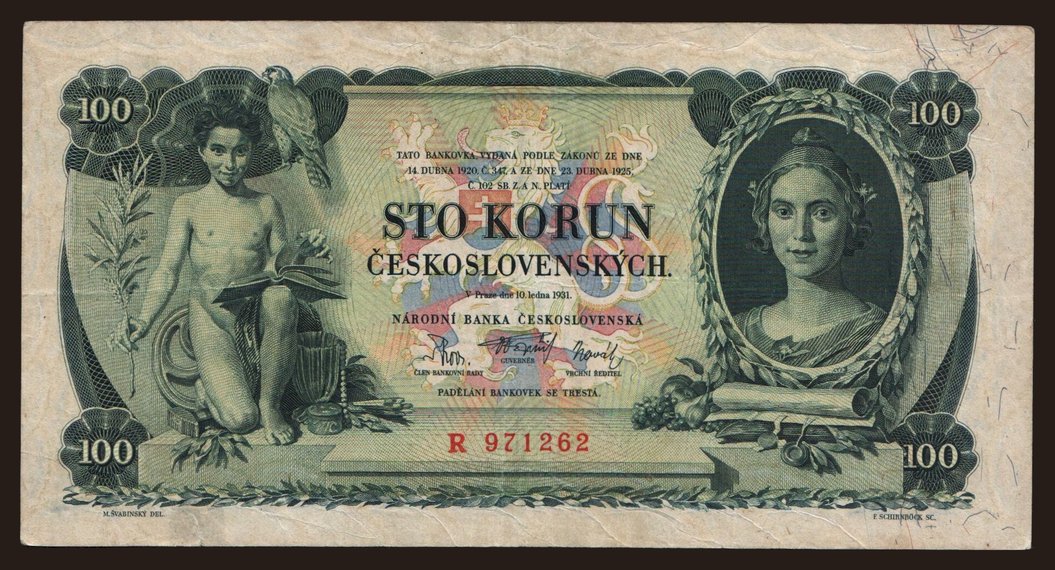 100
100
TATO BANKOVKA, VYDANÁ PODLE ZÁKONŮ ZE DNE
14. DUBNA 1920, Č. 347, A ZE DNE 23. DUBNA 1925,
Č. 102 SB. Z. A N., PLATÍ
STO KORUN
ČESKOSLOVENSKÝCH.
V Praze dne 10. ledna 1931.
NÁRODNÍ BANKA ČESKOSLOVENSKÁ
ČLEN BANKOVNÍ RADY
GUVERNÉR
VRCHNÍ ŘEDITEL
PADĚLÁNÍ BANKOVEK SE TRESTÁ.
R 971262
100
100
M. ŠVABINSKÝ DEL.
F. SCHIRNBÖCK SC.